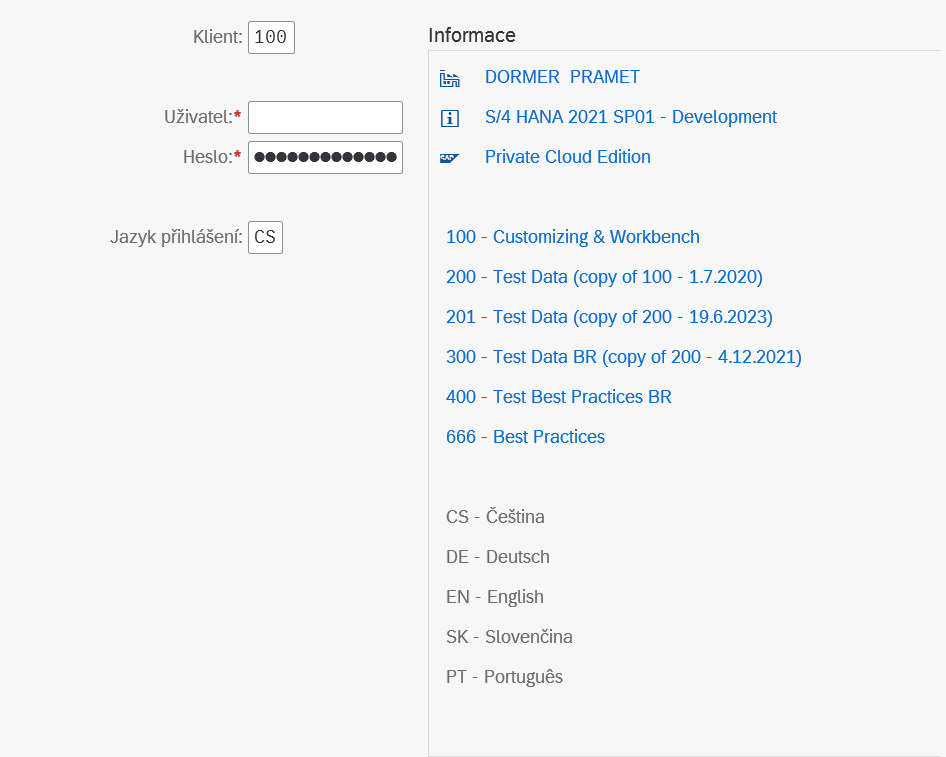 Klient: 100
Uživatel:*
Heslo:* ●●●●●●●●●●●●●
Jazyk přihlášení: CS
Informace
DORMER  PRAMET
S/4 HANA 2021 SP01 - Development
SAP Private Cloud Edition
100 - Customizing & Workbench
200 - Test Data (copy of 100 - 1.7.2020)
201 - Test Data (copy of 200 - 19.6.2023)
300 - Test Data BR (copy of 200 - 4.12.2021)
400 - Test Best Practices BR
666 - Best Practices
CS - Čeština
DE - Deutsch
EN - English
SK - Slovenčina
PT - Português